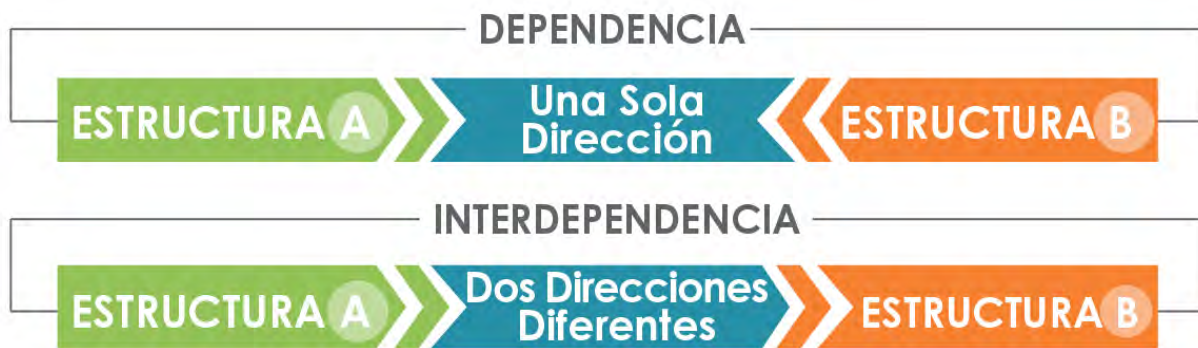 DEPENDENCIA
ESTRUCTURA A
Una Sola
Dirección
ESTRUCTURA B
INTERDEPENDENCIA
ESTRUCTURA A
Dos Direcciones
Diferentes
ESTRUCTURA B